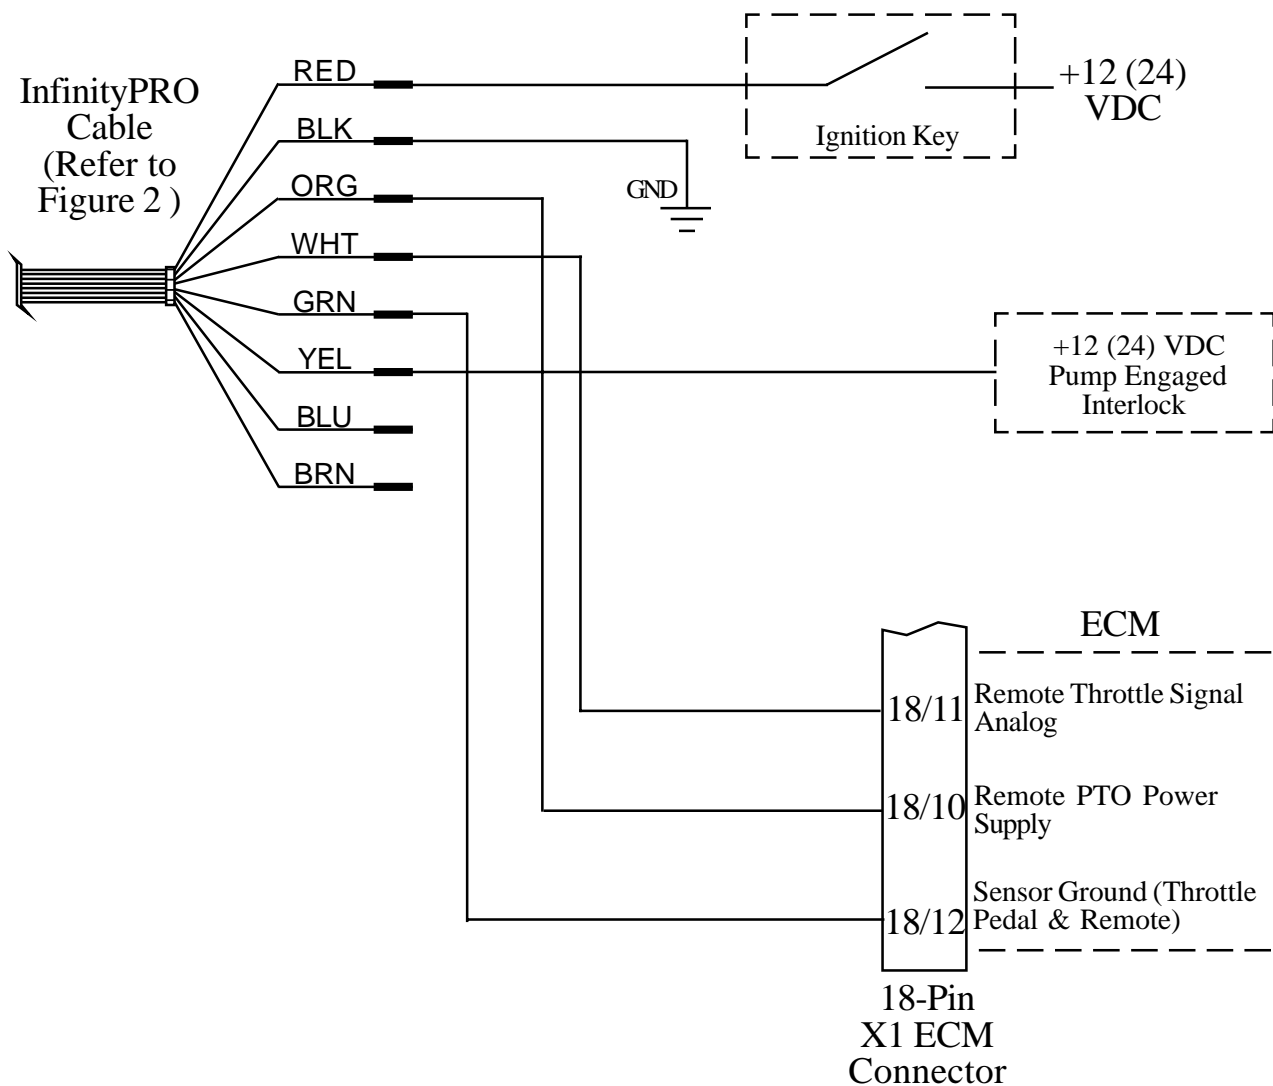 InfinityPRO
Cable
(Refer to
Figure 2 )
RED
BLK
ORG
WHT
GRN
YEL
BLU
BRN
Ignition Key
+12 (24)
VDC
GND
+12 (24) VDC
Pump Engaged
Interlock
ECM
18/11
Remote Throttle Signal
Analog
18/10
Remote PTO Power
Supply
18/12
Sensor Ground (Throttle
Pedal & Remote)
18-Pin
X1 ECM
Connector